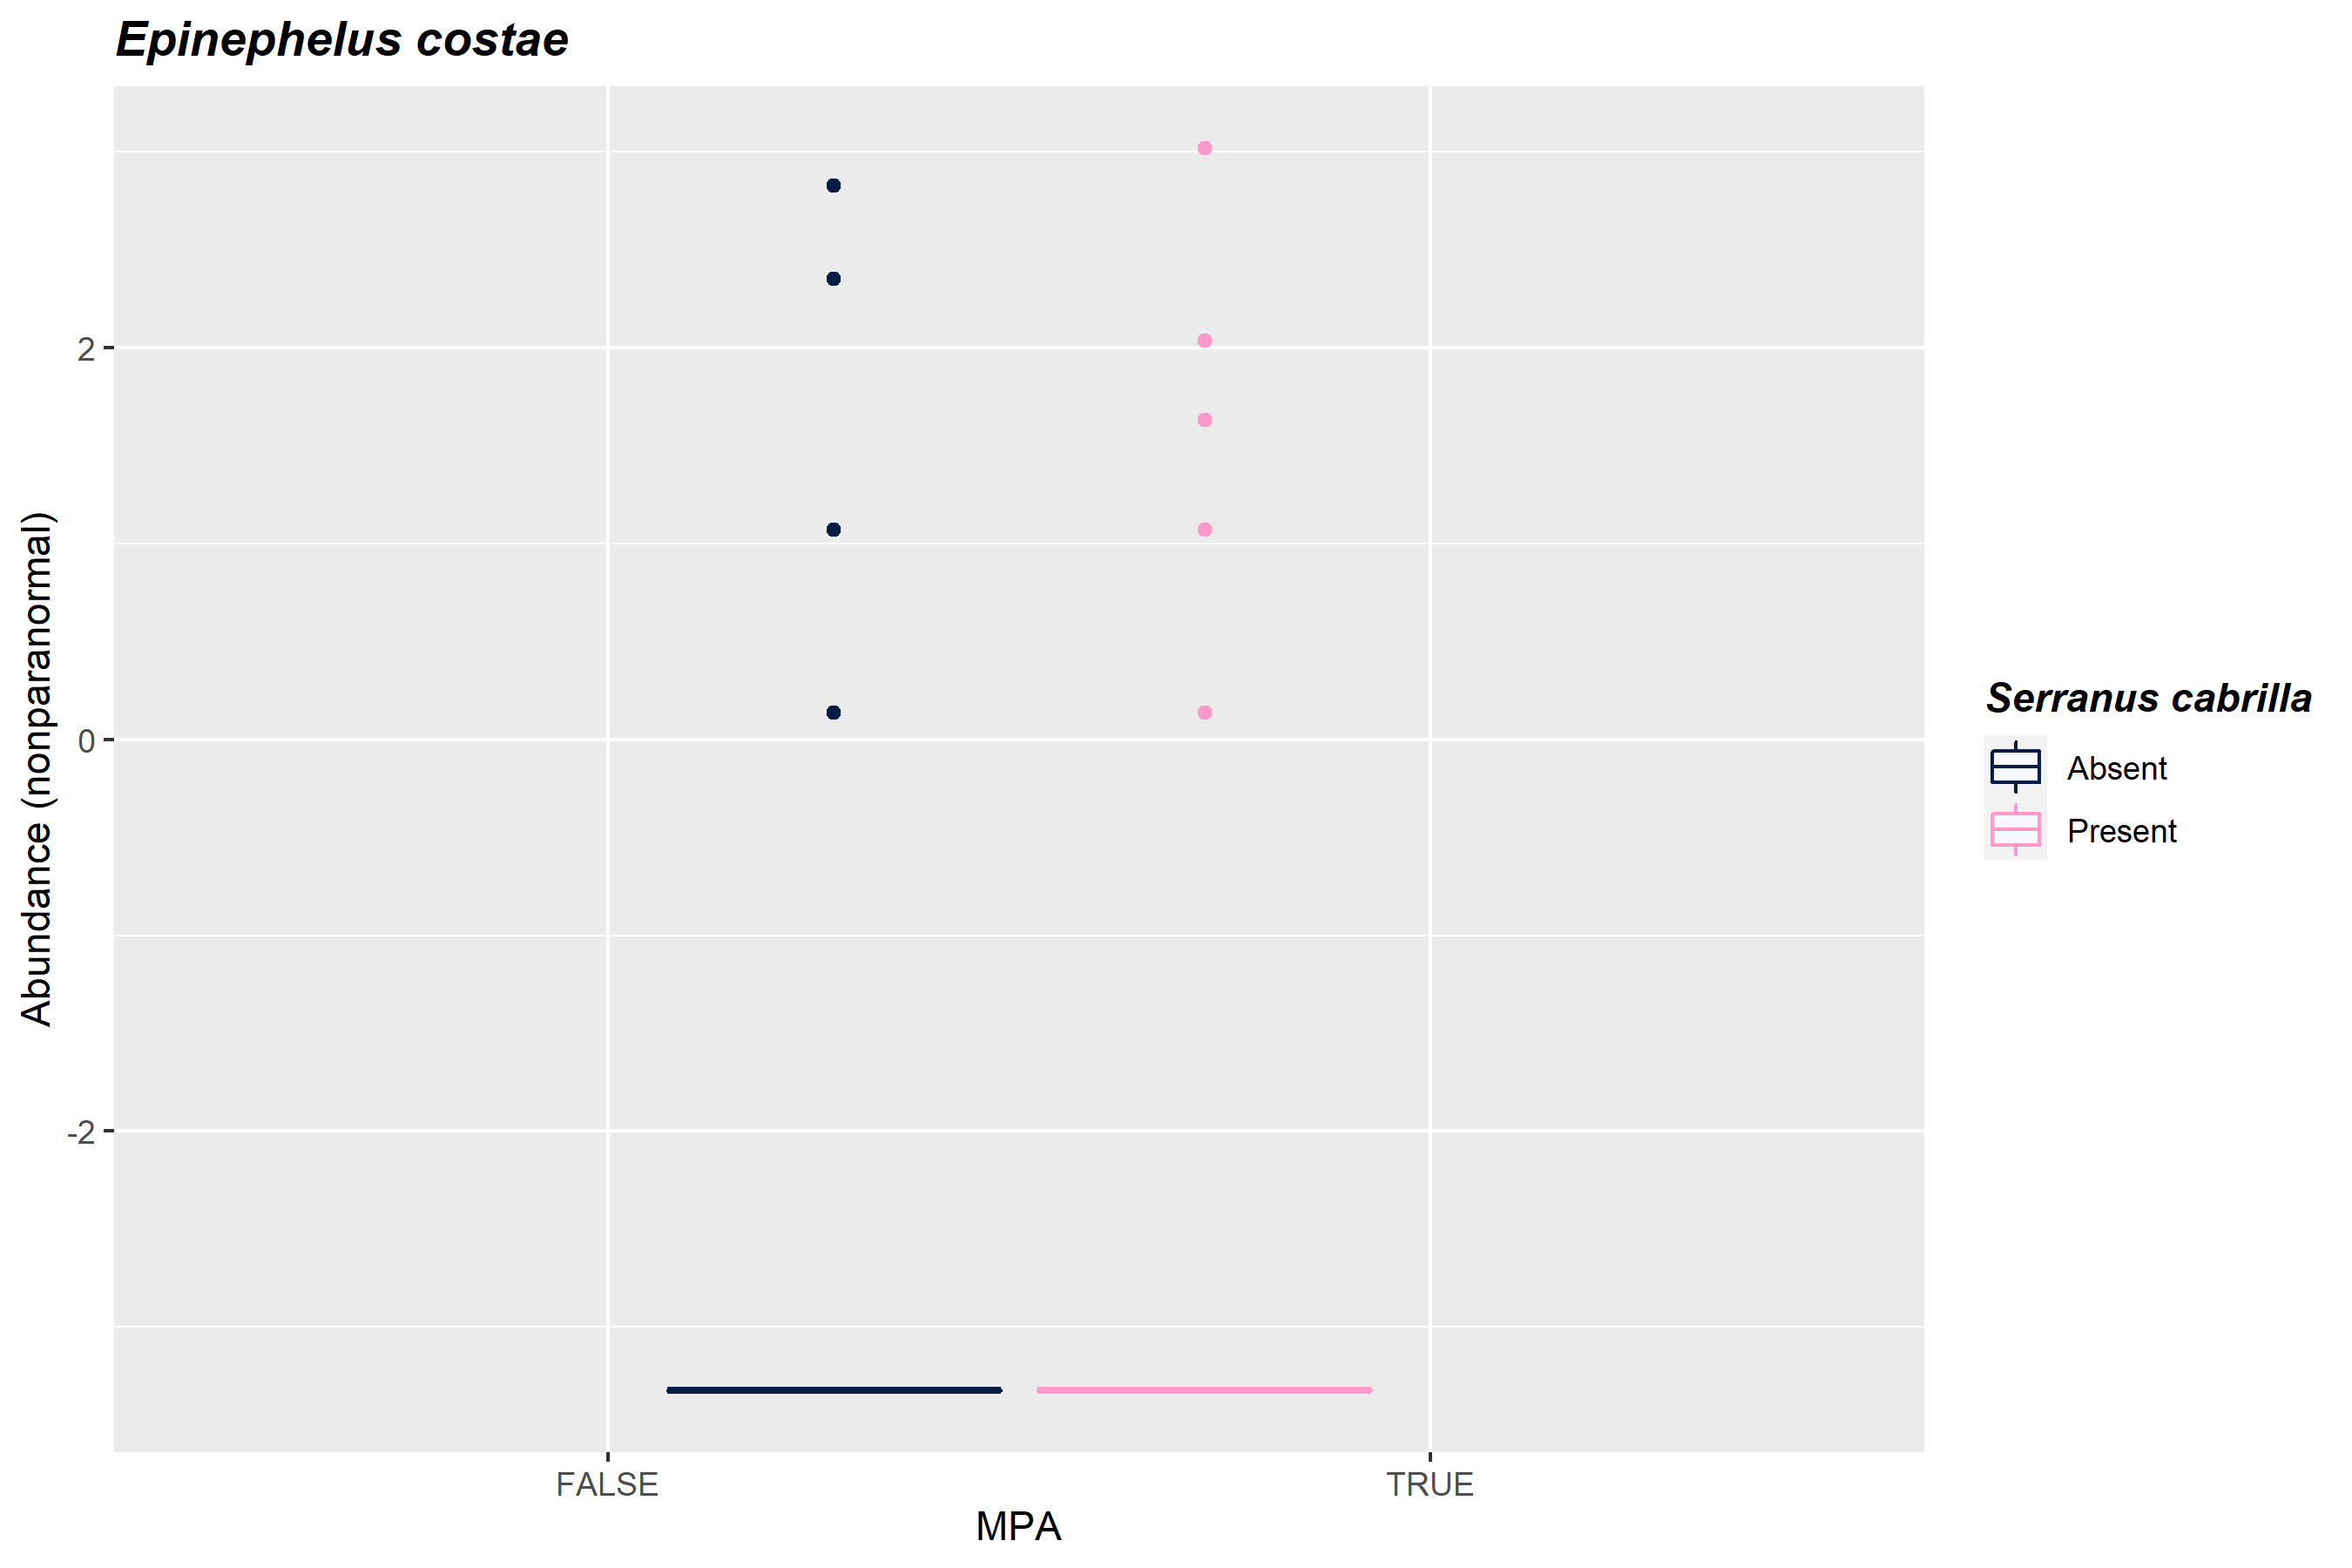 Epinephelus costae
Abundance (nonparanormal)
2
0
-2
FALSE
TRUE
MPA
Serranus cabrilla
Absent
Present